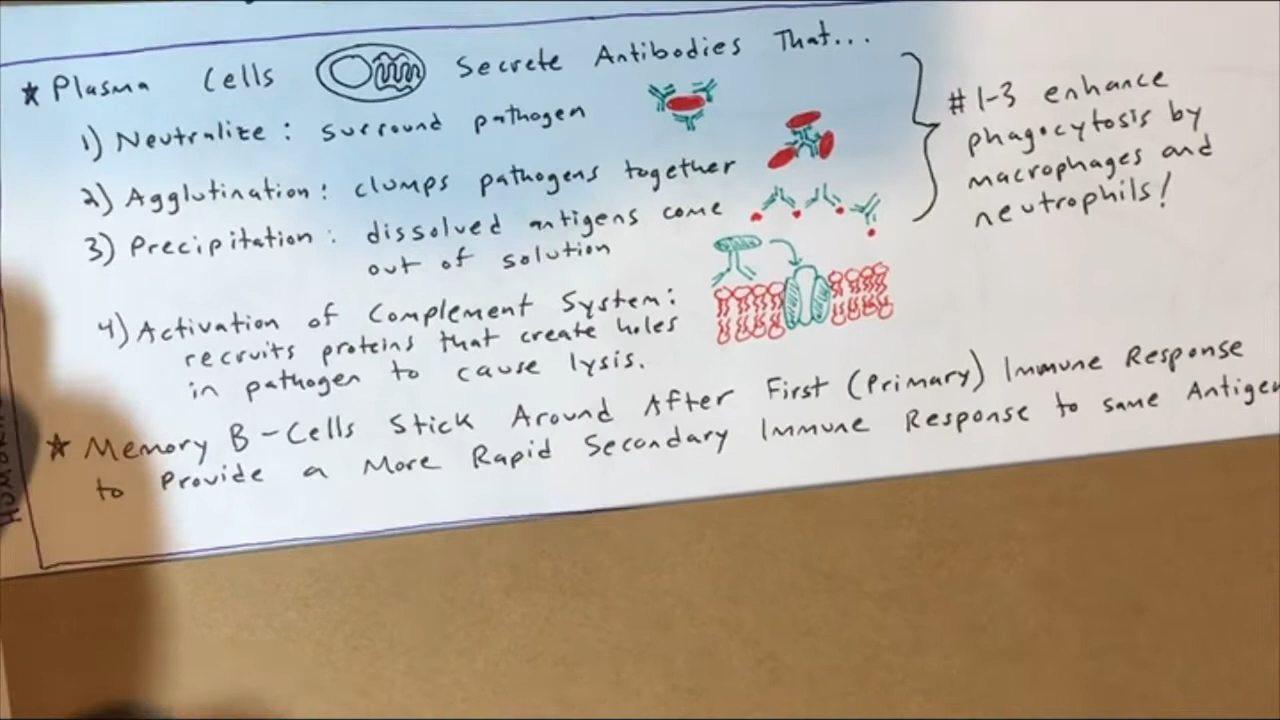 ★ Plasma Cells Secrete Antibodies That...
1) Neutralize: surround pathogen
2) Agglutination: clumps pathogens together
3) Precipitation: dissolved antigens come
out of solution
#1-3 enhance
phagocytosis by
macrophages and
neutrophils!
4) Activation of Complement System:
recruits proteins that create holes
in pathogen to cause lysis.
★ Memory B-Cells Stick Around After First (Primary) Immune Response
to Provide a More Rapid Secondary Immune Response to same Antigen